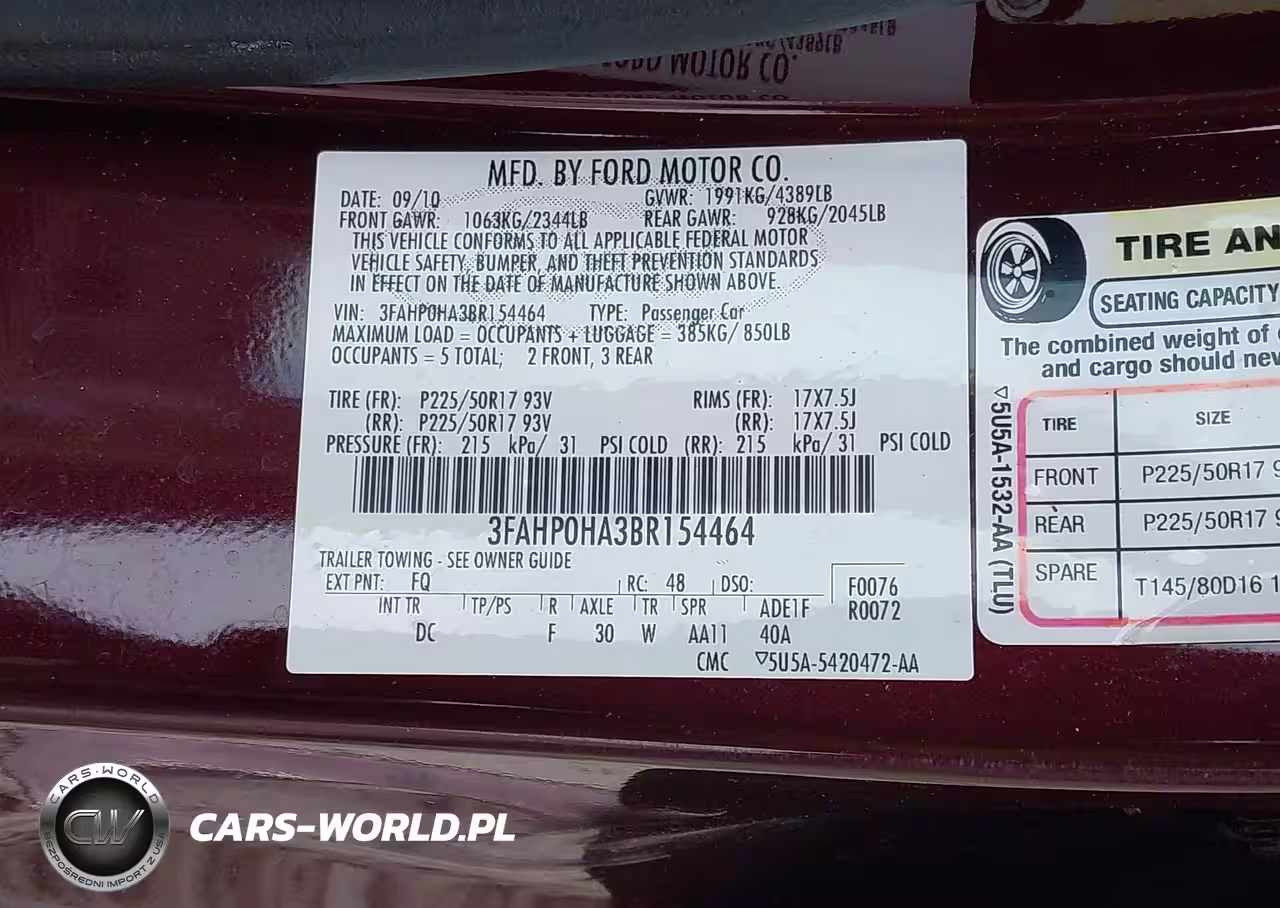 MFD. BY FORD MOTOR CO.
DATE: 09/10 GVWR: 1991KG/4389LB
FRONT GAWR: 1063KG/2344LB REAR GAWR: 928KG/2045LB
THIS VEHICLE CONFORMS TO ALL APPLICABLE FEDERAL MOTOR
VEHICLE SAFETY, BUMPER, AND THEFT PREVENTION STANDARDS
IN EFFECT ON THE DATE OF MANUFACTURE SHOWN ABOVE.
VIN: 3FAHP0HA3BR154464 TYPE: Passenger Car
MAXIMUM LOAD = OCCUPANTS + LUGGAGE = 385KG/ 850LB
OCCUPANTS = 5 TOTAL; 2 FRONT, 3 REAR
TIRE (FR): P225/50R17 93V RIMS (FR): 17X7.5J
(RR): P225/50R17 93V (RR): 17X7.5J
PRESSURE (FR): 215 kPa/ 31 PSI COLD (RR): 215 kPa/ 31 PSI COLD
3FAHP0HA3BR154464
TRAILER TOWING - SEE OWNER GUIDE
EXT PNT: FQ RC: 48 DSO: F0076
INT TR TP/PS R AXLE TR SPR ADE1F R0072
DC F 30 W AA11 40A
CMC ▽5U5A-5420472-AA
TIRE AN
SEATING CAPACITY
The combined weight of
and cargo should nev
▽5U5A-1532-AA (TLU)
TIRE SIZE
FRONT P225/50R17 9
REAR P225/50R17 9
SPARE T145/80D16 1
CARS-WORLD
CW
BEZPOŚREDNI IMPORT Z USA
CARS-WORLD.PL